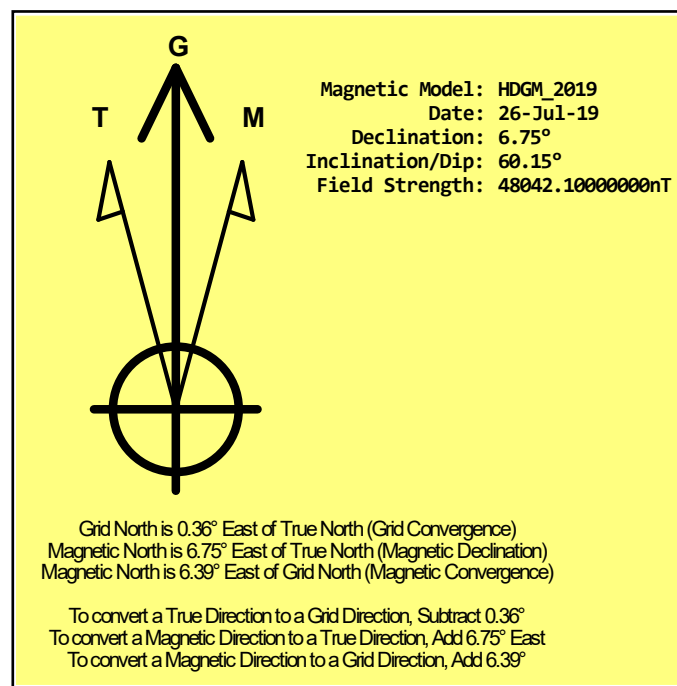 G
T
M
Magnetic Model: HDGM_2019
Date: 26-Jul-19
Declination: 6.75º
Inclination/Dip: 60.15º
Field Strength: 48042.10000000nT
Grid North is 0.36° East of True North (Grid Convergence)
Magnetic North is 6.75° East of True North (Magnetic Declination)
Magnetic North is 6.39° East of Grid North (Magnetic Convergence)
To convert a True Direction to a Grid Direction, Subtract 0.36°
To convert a Magnetic Direction to a True Direction, Add 6.75° East
To convert a Magnetic Direction to a Grid Direction, Add 6.39°